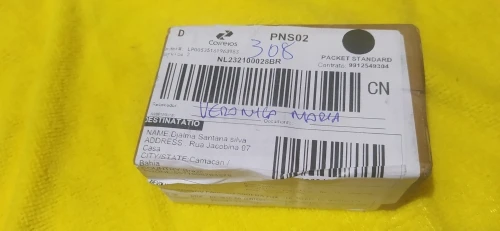 D
Correios
PNS02
308
NL232100028BR
PACKET STANDARD
CN
VERONICA MARIA
DESTINATATIO
NAME: Djaana Santana silva
ADDRESS: Rua Jacobina 07
Casa
CITY/STATE: Camacan /
Bahia